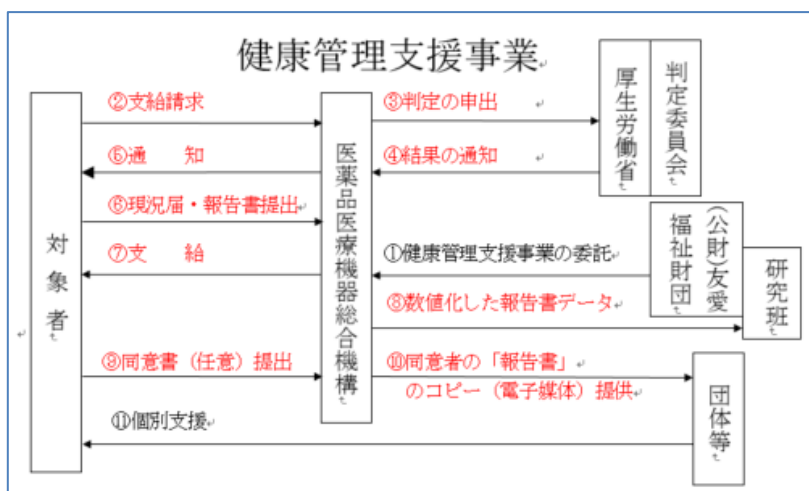 健康管理支援事業
対象者
医薬品医療機器総合機構
厚生労働省
判定委員会
(公財)友愛
福祉財団
研究班
団体等
②支給請求
③判定の申出
⑥通　知
④結果の通知
⑥現況届・報告書提出
⑦支　給
①健康管理支援事業の委託
⑧数値化した報告書データ
⑨同意書（任意）提出
⑩同意者の「報告書」
のコピー（電子媒体）提供
⑪個別支援